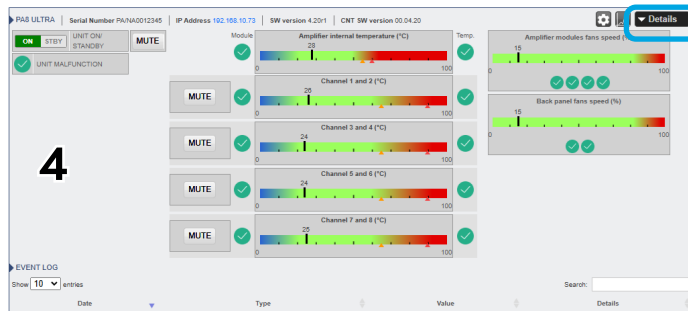 PA8 ULTRA Serial Number PA/NA0012345 IP Address 192.168.10.73 SW version 4.20r1 CNT SW version 00.04.20 Details
ON STBY UNIT ON/ STANDBY MUTE
UNIT MALFUNCTION
Module Amplifier internal temperature (°C) Temp.
28
0 100
MUTE Channel 1 and 2 (°C)
26
0 100
MUTE Channel 3 and 4 (°C)
24
0 100
MUTE Channel 5 and 6 (°C)
24
0 100
MUTE Channel 7 and 8 (°C)
25
0 100
Amplifier modules fans speed (%)
15
0 100
Back panel fans speed (%)
15
0 100
4
EVENT LOG
Show 10 entries Search:
Date Type Value Details